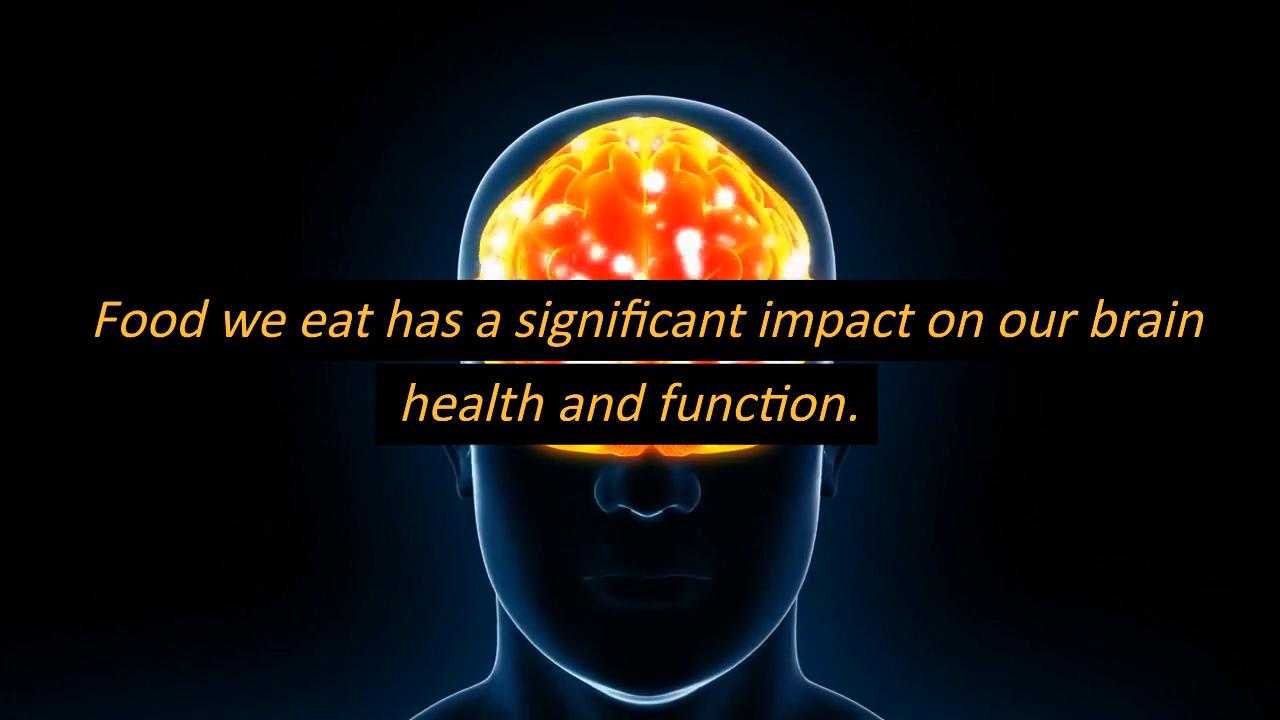 Food we eat has a significant impact on our brain
health and function.